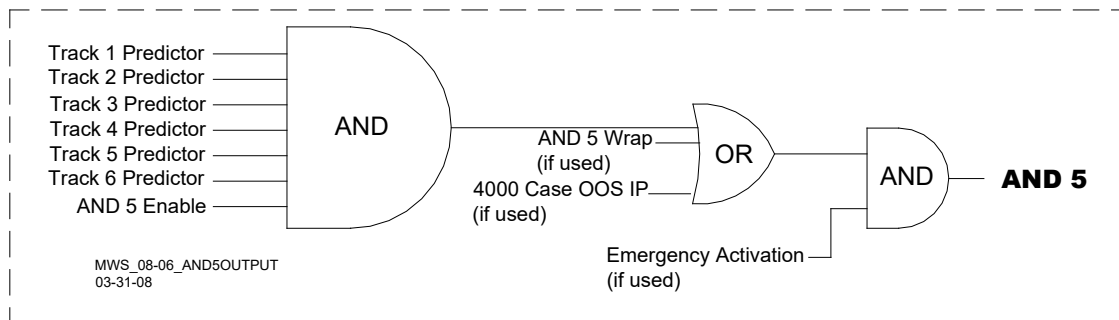 Track 1 Predictor
Track 2 Predictor
Track 3 Predictor
Track 4 Predictor
Track 5 Predictor
Track 6 Predictor
AND 5 Enable
AND
AND 5 Wrap
(if used)
4000 Case OOS IP
(if used)
OR
Emergency Activation
(if used)
AND
AND 5
MWS_08-06_AND5OUTPUT
03-31-08